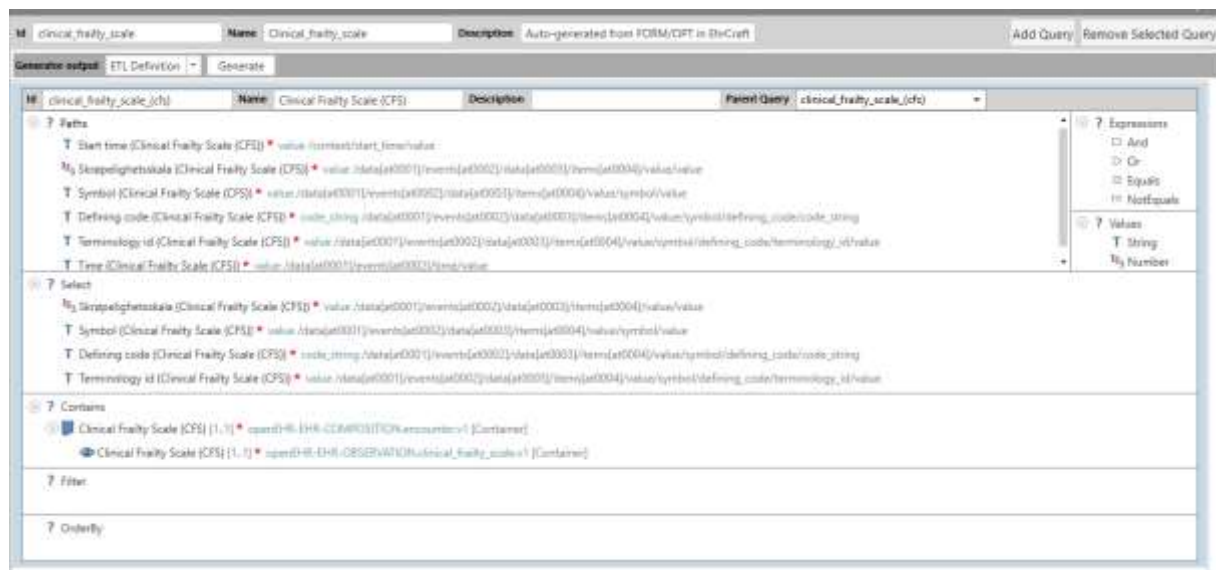 Id clinical_frailty_scale Name Clinical_frailty_scale Description Auto-generated from FORM/OPT in EhrCraft Add Query Remove Selected Query
Generator output ETL Definition Generate
Id clinical_frailty_scale_(cfs) Name Clinical Frailty Scale (CFS) Description Parent Query clinical_frailty_scale_(cfs)
? Paths
T Start time (Clinical Frailty Scale (CFS)) * value /context/start_time/value
Skrøpelighetsskala (Clinical Frailty Scale (CFS)) * value /data[at0001]/events[at0002]/data[at0003]/items[at0004]/value/value
T Symbol (Clinical Frailty Scale (CFS)) * value /data[at0001]/events[at0002]/data[at0003]/items[at0004]/value/symbol/value
T Defining code (Clinical Frailty Scale (CFS)) * code_string /data[at0001]/events[at0002]/data[at0003]/items[at0004]/value/symbol/defining_code/code_string
T Terminology id (Clinical Frailty Scale (CFS)) * value /data[at0001]/events[at0002]/data[at0003]/items[at0004]/value/symbol/defining_code/terminology_id/value
T Time (Clinical Frailty Scale (CFS)) * value /data[at0001]/events[at0002]/time/value
? Expressions
And
Or
Equals
NotEquals
? Values
T String
Number
? Select
Skrøpelighetsskala (Clinical Frailty Scale (CFS)) * value /data[at0001]/events[at0002]/data[at0003]/items[at0004]/value/value
T Symbol (Clinical Frailty Scale (CFS)) * value /data[at0001]/events[at0002]/data[at0003]/items[at0004]/value/symbol/value
T Defining code (Clinical Frailty Scale (CFS)) * code_string /data[at0001]/events[at0002]/data[at0003]/items[at0004]/value/symbol/defining_code/code_string
T Terminology id (Clinical Frailty Scale (CFS)) * value /data[at0001]/events[at0002]/data[at0003]/items[at0004]/value/symbol/defining_code/terminology_id/value
? Contains
Clinical Frailty Scale (CFS) [1..1] * openEHR-EHR-COMPOSITION.encounter.v1 [Container]
Clinical Frailty Scale (CFS) [1..1] * openEHR-EHR-OBSERVATION.clinical_frailty_scale.v1 [Container]
? Filter
? OrderBy